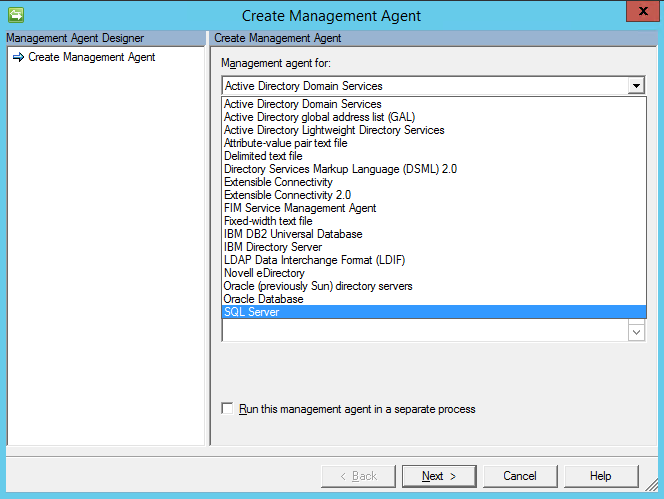 Create Management Agent
x
Management Agent Designer
Create Management Agent
Create Management Agent
Management agent for:
Active Directory Domain Services
Active Directory Domain Services
Active Directory global address list (GAL)
Active Directory Lightweight Directory Services
Attribute-value pair text file
Delimited text file
Directory Services Markup Language (DSML) 2.0
Extensible Connectivity
Extensible Connectivity 2.0
FIM Service Management Agent
Fixed-width text file
IBM DB2 Universal Database
IBM Directory Server
LDAP Data Interchange Format (LDIF)
Novell eDirectory
Oracle (previously Sun) directory servers
Oracle Database
SQL Server
Run this management agent in a separate process
< Back
Next >
Cancel
Help